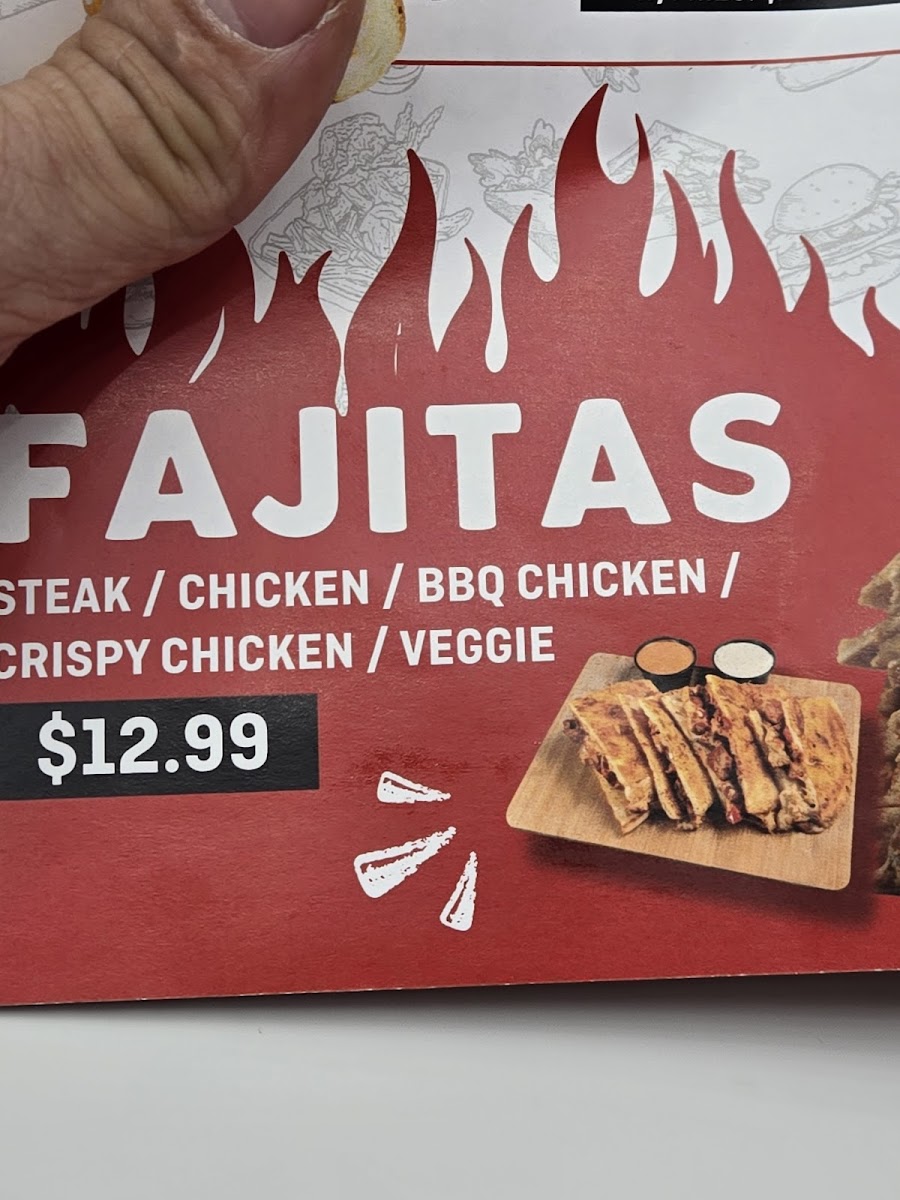 FAJITAS
STEAK / CHICKEN / BBQ CHICKEN /
CRISPY CHICKEN / VEGGIE
$12.99